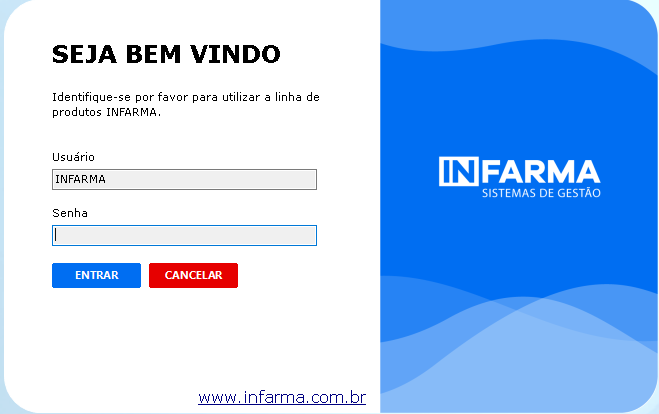 SEJA BEM VINDO
Identifique-se por favor para utilizar a linha de
produtos INFARMA.
Usuário
INFARMA
Senha
ENTRAR CANCELAR
www.infarma.com.br
INFARMA
SISTEMAS DE GESTÃO